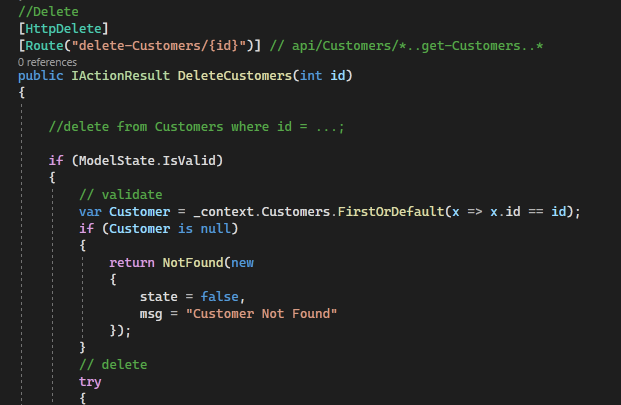 //Delete
[HttpDelete]
[Route("delete-Customers/{id}")] // api/Customers/*..get-Customers..*
0 references
public IActionResult DeleteCustomers(int id)
{
//delete from Customers where id = ...;
if (ModelState.IsValid)
{
// validate
var Customer = _context.Customers.FirstOrDefault(x => x.id == id);
if (Customer is null)
{
return NotFound(new
{
state = false,
msg = "Customer Not Found"
});
}
// delete
try
{